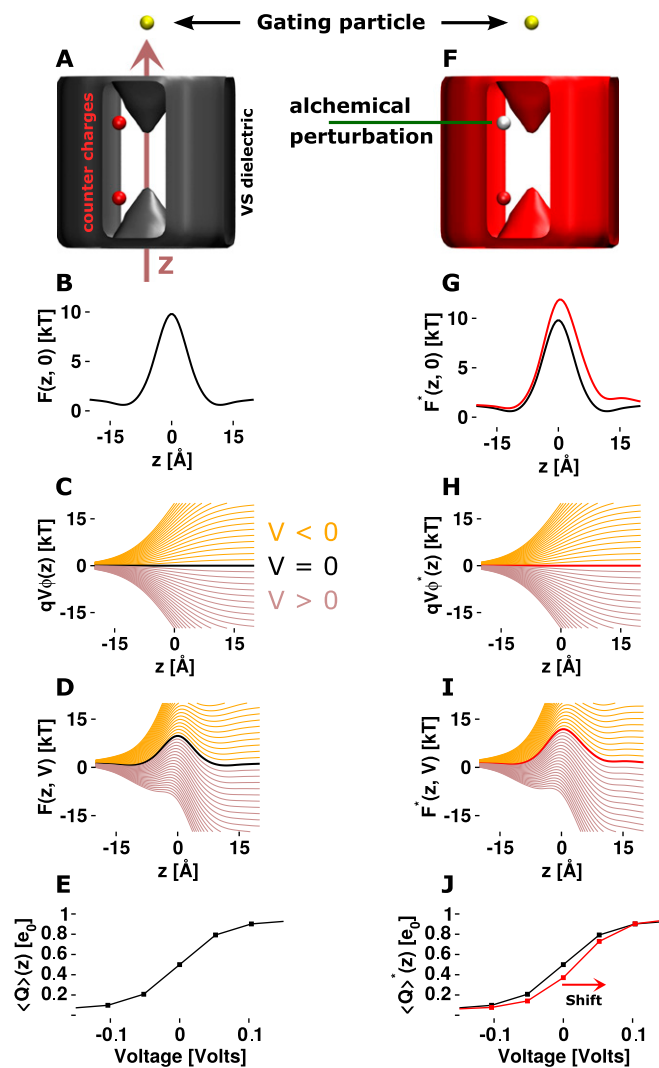 Gating particle
A
F
counter charges
VS dielectric
z
alchemical
perturbation
B
F(z, 0) [kT]
10
5
0
-15
0
15
z [Å]
G
F*(z, 0) [kT]
10
5
0
-15
0
15
z [Å]
C
qVϕ(z) [kT]
15
0
-15
-15
0
15
z [Å]
V < 0
V = 0
V > 0
H
qVϕ*(z) [kT]
15
0
-15
-15
0
15
z [Å]
D
F(z, V) [kT]
15
0
-15
-15
0
15
z [Å]
I
F*(z, V) [kT]
15
0
-15
-15
0
15
z [Å]
E
⟨Q⟩(z) [e₀]
1
0.8
0.6
0.4
0.2
-0.1
0
0.1
Voltage [Volts]
J
⟨Q⟩*(z) [e₀]
1
0.8
0.6
0.4
0.2
Shift
-0.1
0
0.1
Voltage [Volts]